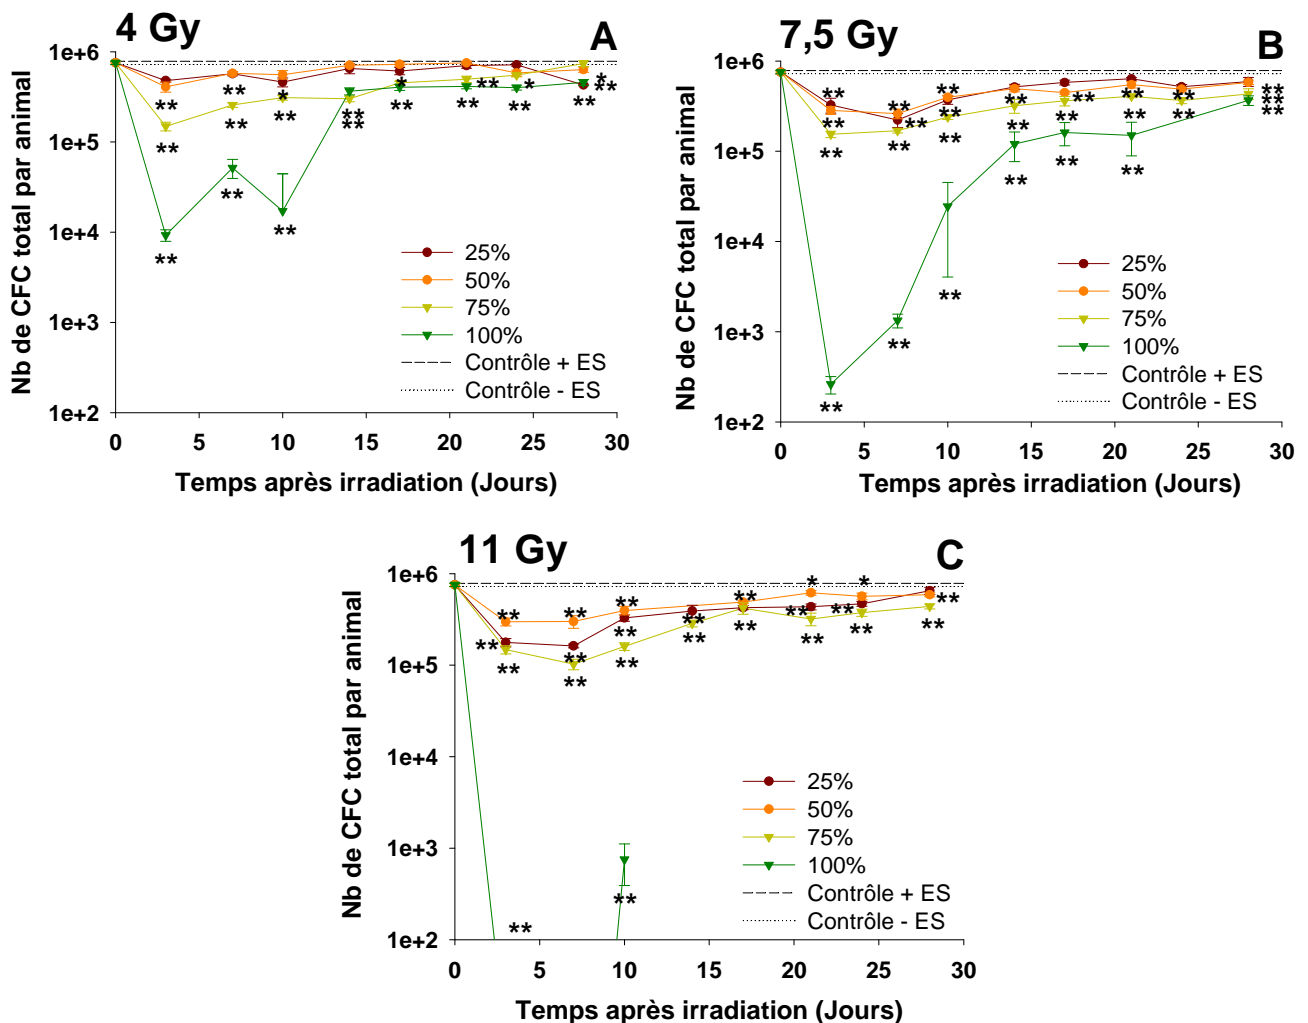 4 Gy
A
Nb de CFC total par animal
1e+6
1e+5
1e+4
1e+3
1e+2
25%
50%
75%
100%
Contrôle + ES
Contrôle - ES
0 5 10 15 20 25 30
Temps après irradiation (Jours)
7,5 Gy
B
Nb de CFC total par animal
1e+6
1e+5
1e+4
1e+3
1e+2
25%
50%
75%
100%
Contrôle + ES
Contrôle - ES
0 5 10 15 20 25 30
Temps après irradiation (Jours)
11 Gy
C
Nb de CFC total par animal
1e+6
1e+5
1e+4
1e+3
1e+2
25%
50%
75%
100%
Contrôle + ES
Contrôle - ES
0 5 10 15 20 25 30
Temps après irradiation (Jours)